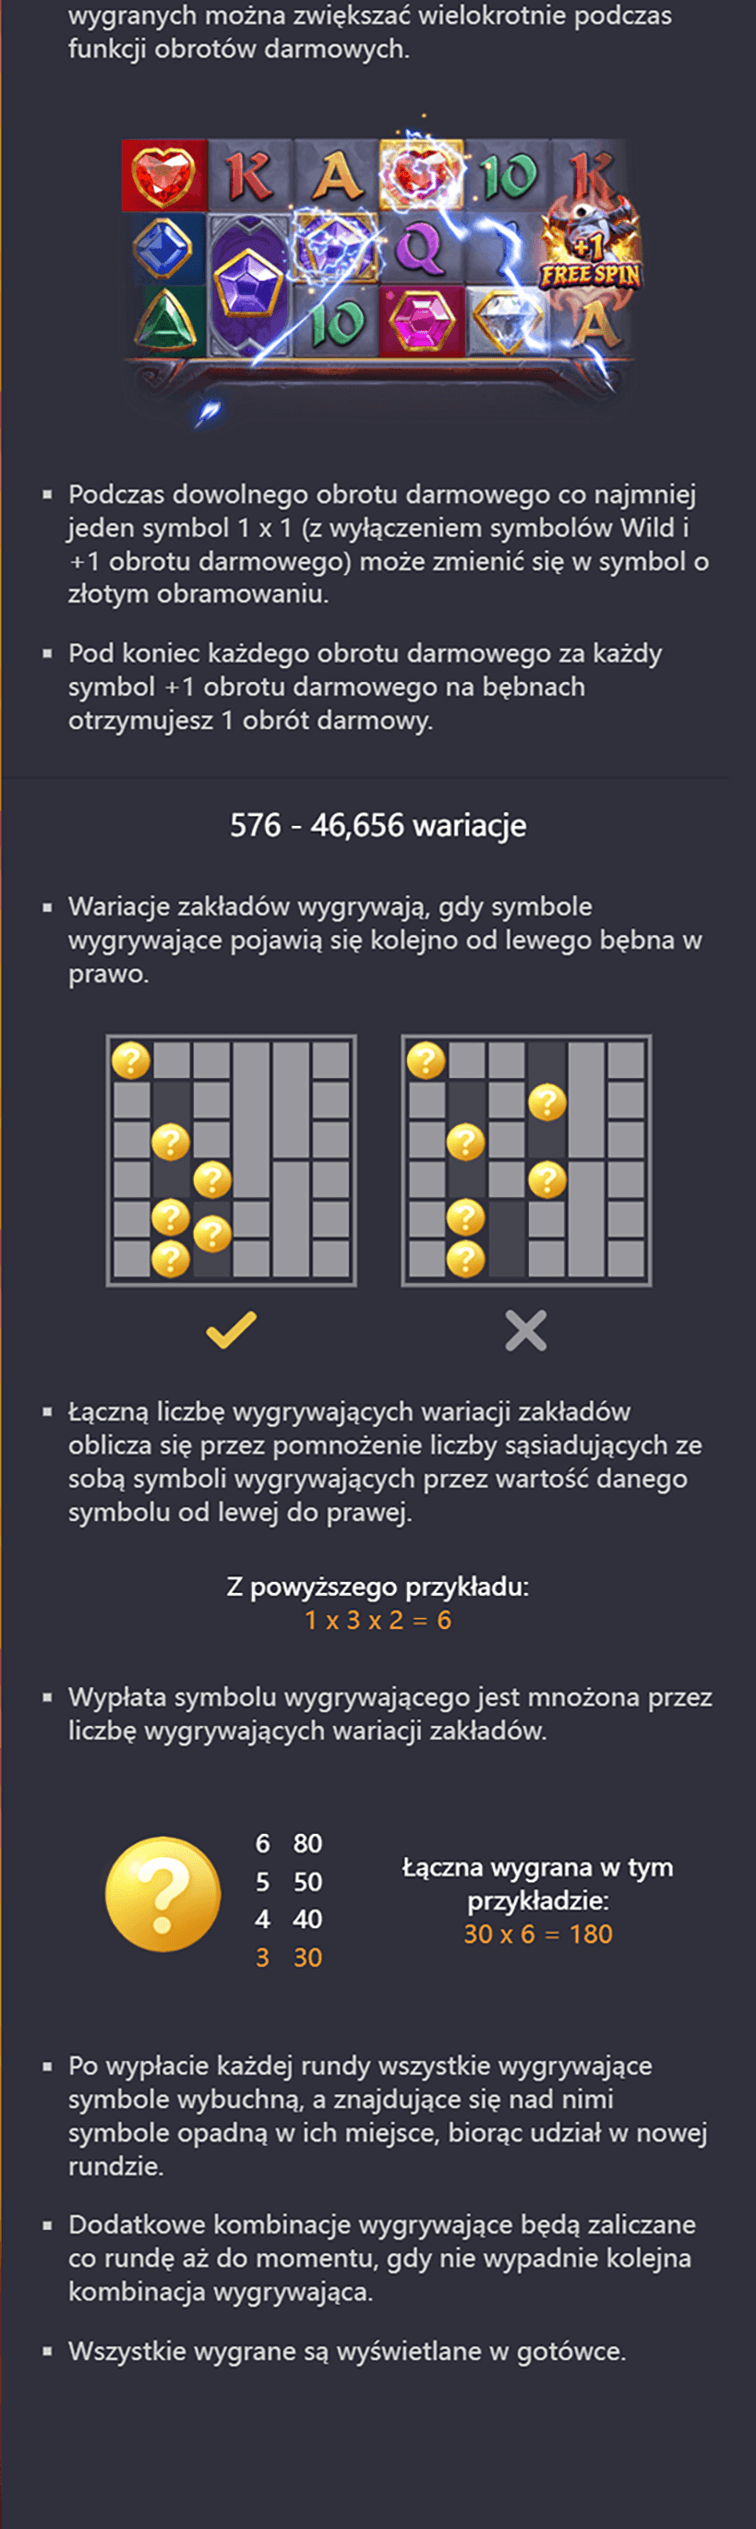 wygranych można zwiększać wielokrotnie podczas
funkcji obrotów darmowych.
K A 10 K
Q +1
FREE SPIN
10 A
▪ Podczas dowolnego obrotu darmowego co najmniej
jeden symbol 1 x 1 (z wyłączeniem symbolów Wild i
+1 obrotu darmowego) może zmienić się w symbol o
złotym obramowaniu.
▪ Pod koniec każdego obrotu darmowego za każdy
symbol +1 obrotu darmowego na bębnach
otrzymujesz 1 obrót darmowy.
576 - 46,656 wariacje
▪ Wariacje zakładów wygrywają, gdy symbole
wygrywające pojawią się kolejno od lewego bębna w
prawo.
? ?
?
? ?
? ?
? ? ?
? ?
▪ Łączną liczbę wygrywających wariacji zakładów
oblicza się przez pomnożenie liczby sąsiadujących ze
sobą symboli wygrywających przez wartość danego
symbolu od lewej do prawej.
Z powyższego przykładu:
1 x 3 x 2 = 6
▪ Wypłata symbolu wygrywającego jest mnożona przez
liczbę wygrywających wariacji zakładów.
?
6 80
5 50
4 40
3 30
Łączna wygrana w tym
przykładzie:
30 x 6 = 180
▪ Po wypłacie każdej rundy wszystkie wygrywające
symbole wybuchną, a znajdujące się nad nimi
symbole opadną w ich miejsce, biorąc udział w nowej
rundzie.
▪ Dodatkowe kombinacje wygrywające będą zaliczane
co rundę aż do momentu, gdy nie wypadnie kolejna
kombinacja wygrywająca.
▪ Wszystkie wygrane są wyświetlane w gotówce.